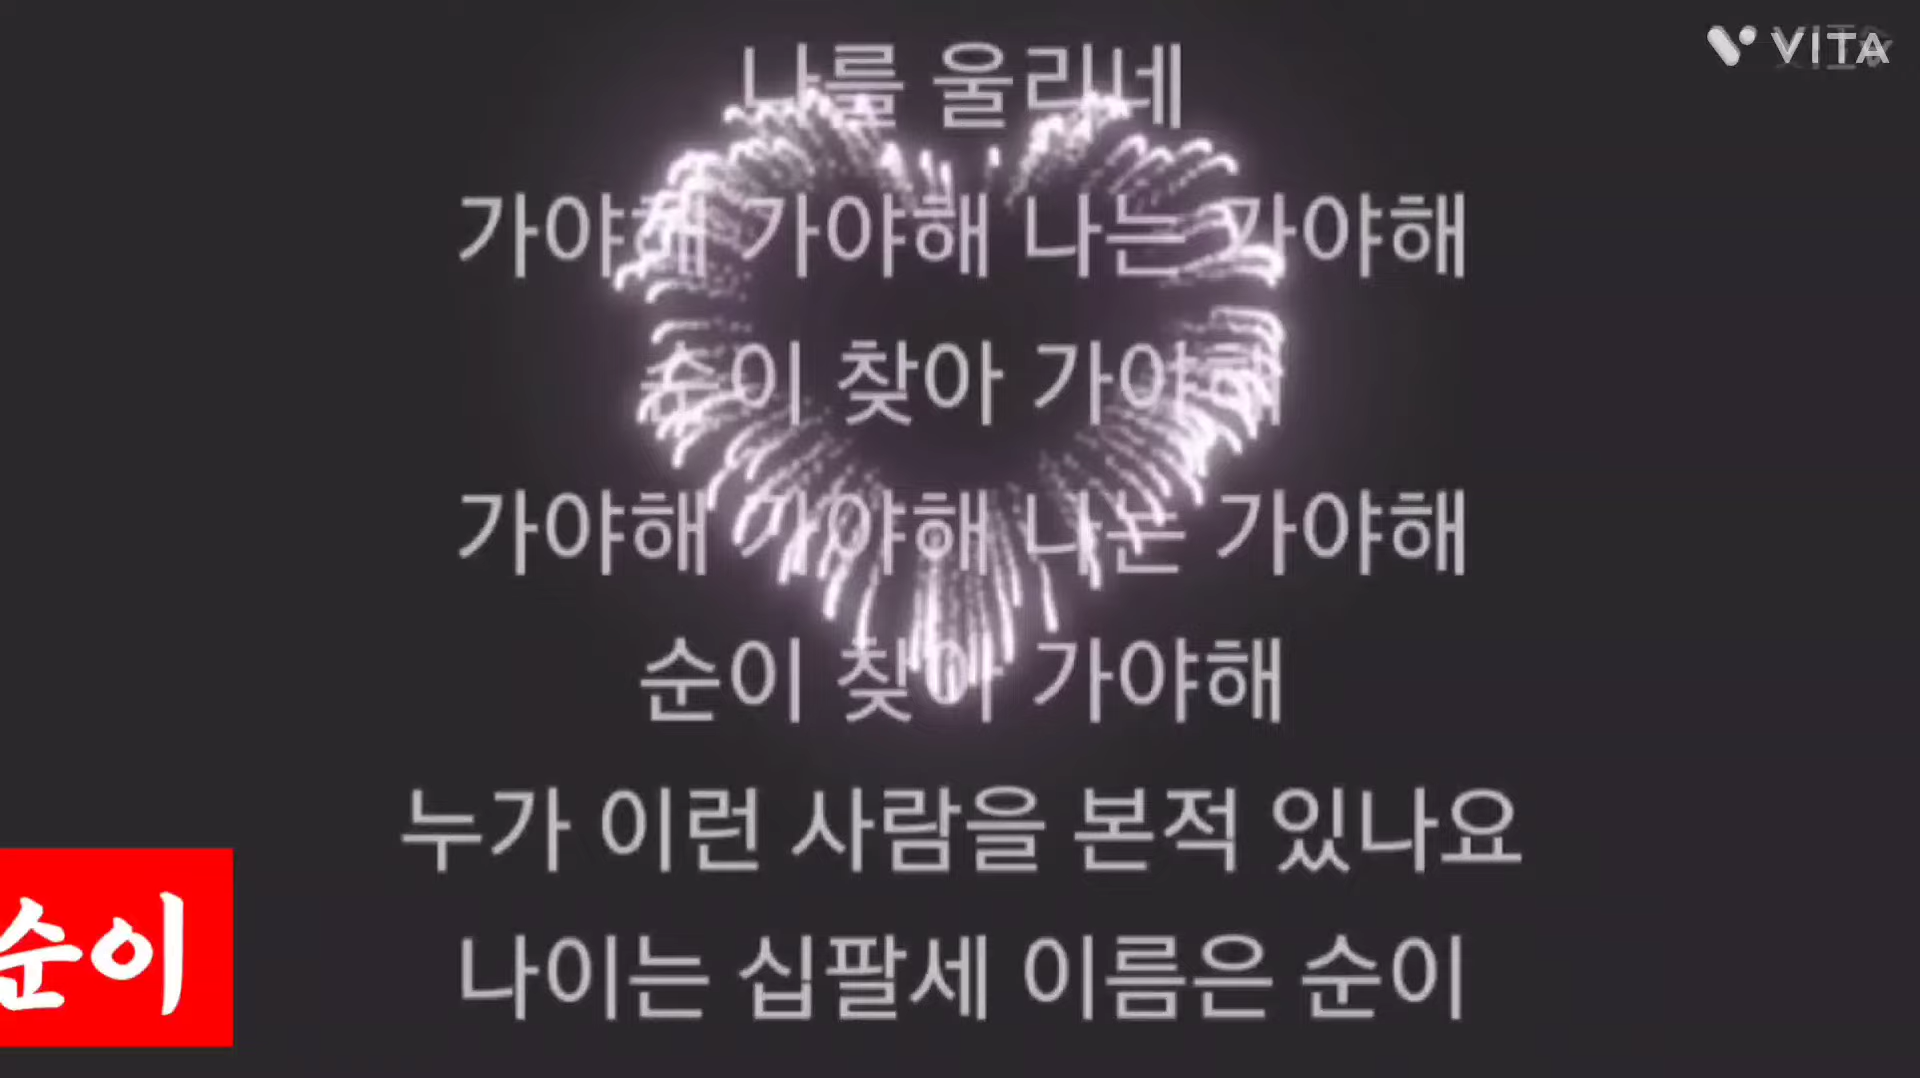 VITA
나를 울리네
가야해 가야해 나는 가야해
순이 찾아 가야해
가야해 가야해 나는 가야해
순이 찾아 가야해
누가 이런 사람을 본적 있나요
나이는 십팔세 이름은 순이
순이